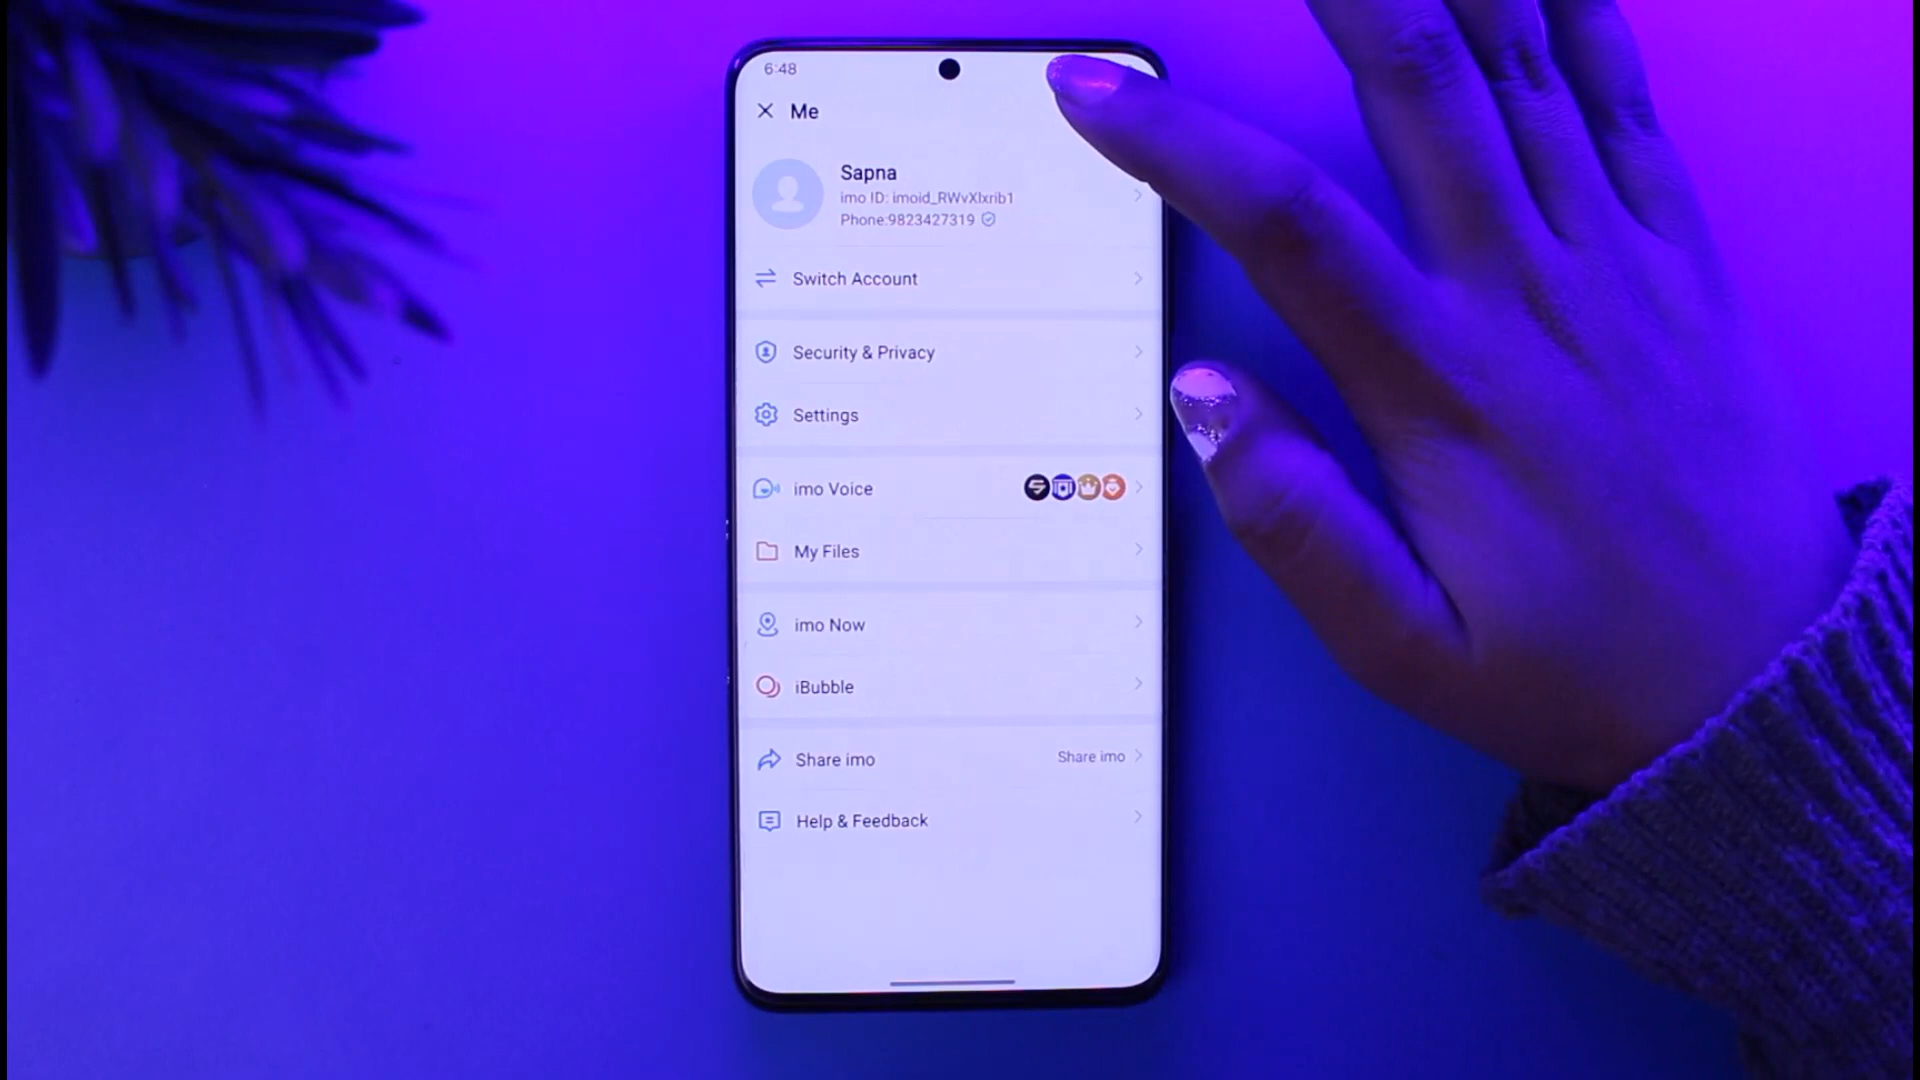 6:48
Me
Sapna
imo ID: imoid_RWvXlxrib1
Phone:9823427319
Switch Account
Security & Privacy
Settings
imo Voice
My Files
imo Now
iBubble
Share imo Share imo
Help & Feedback